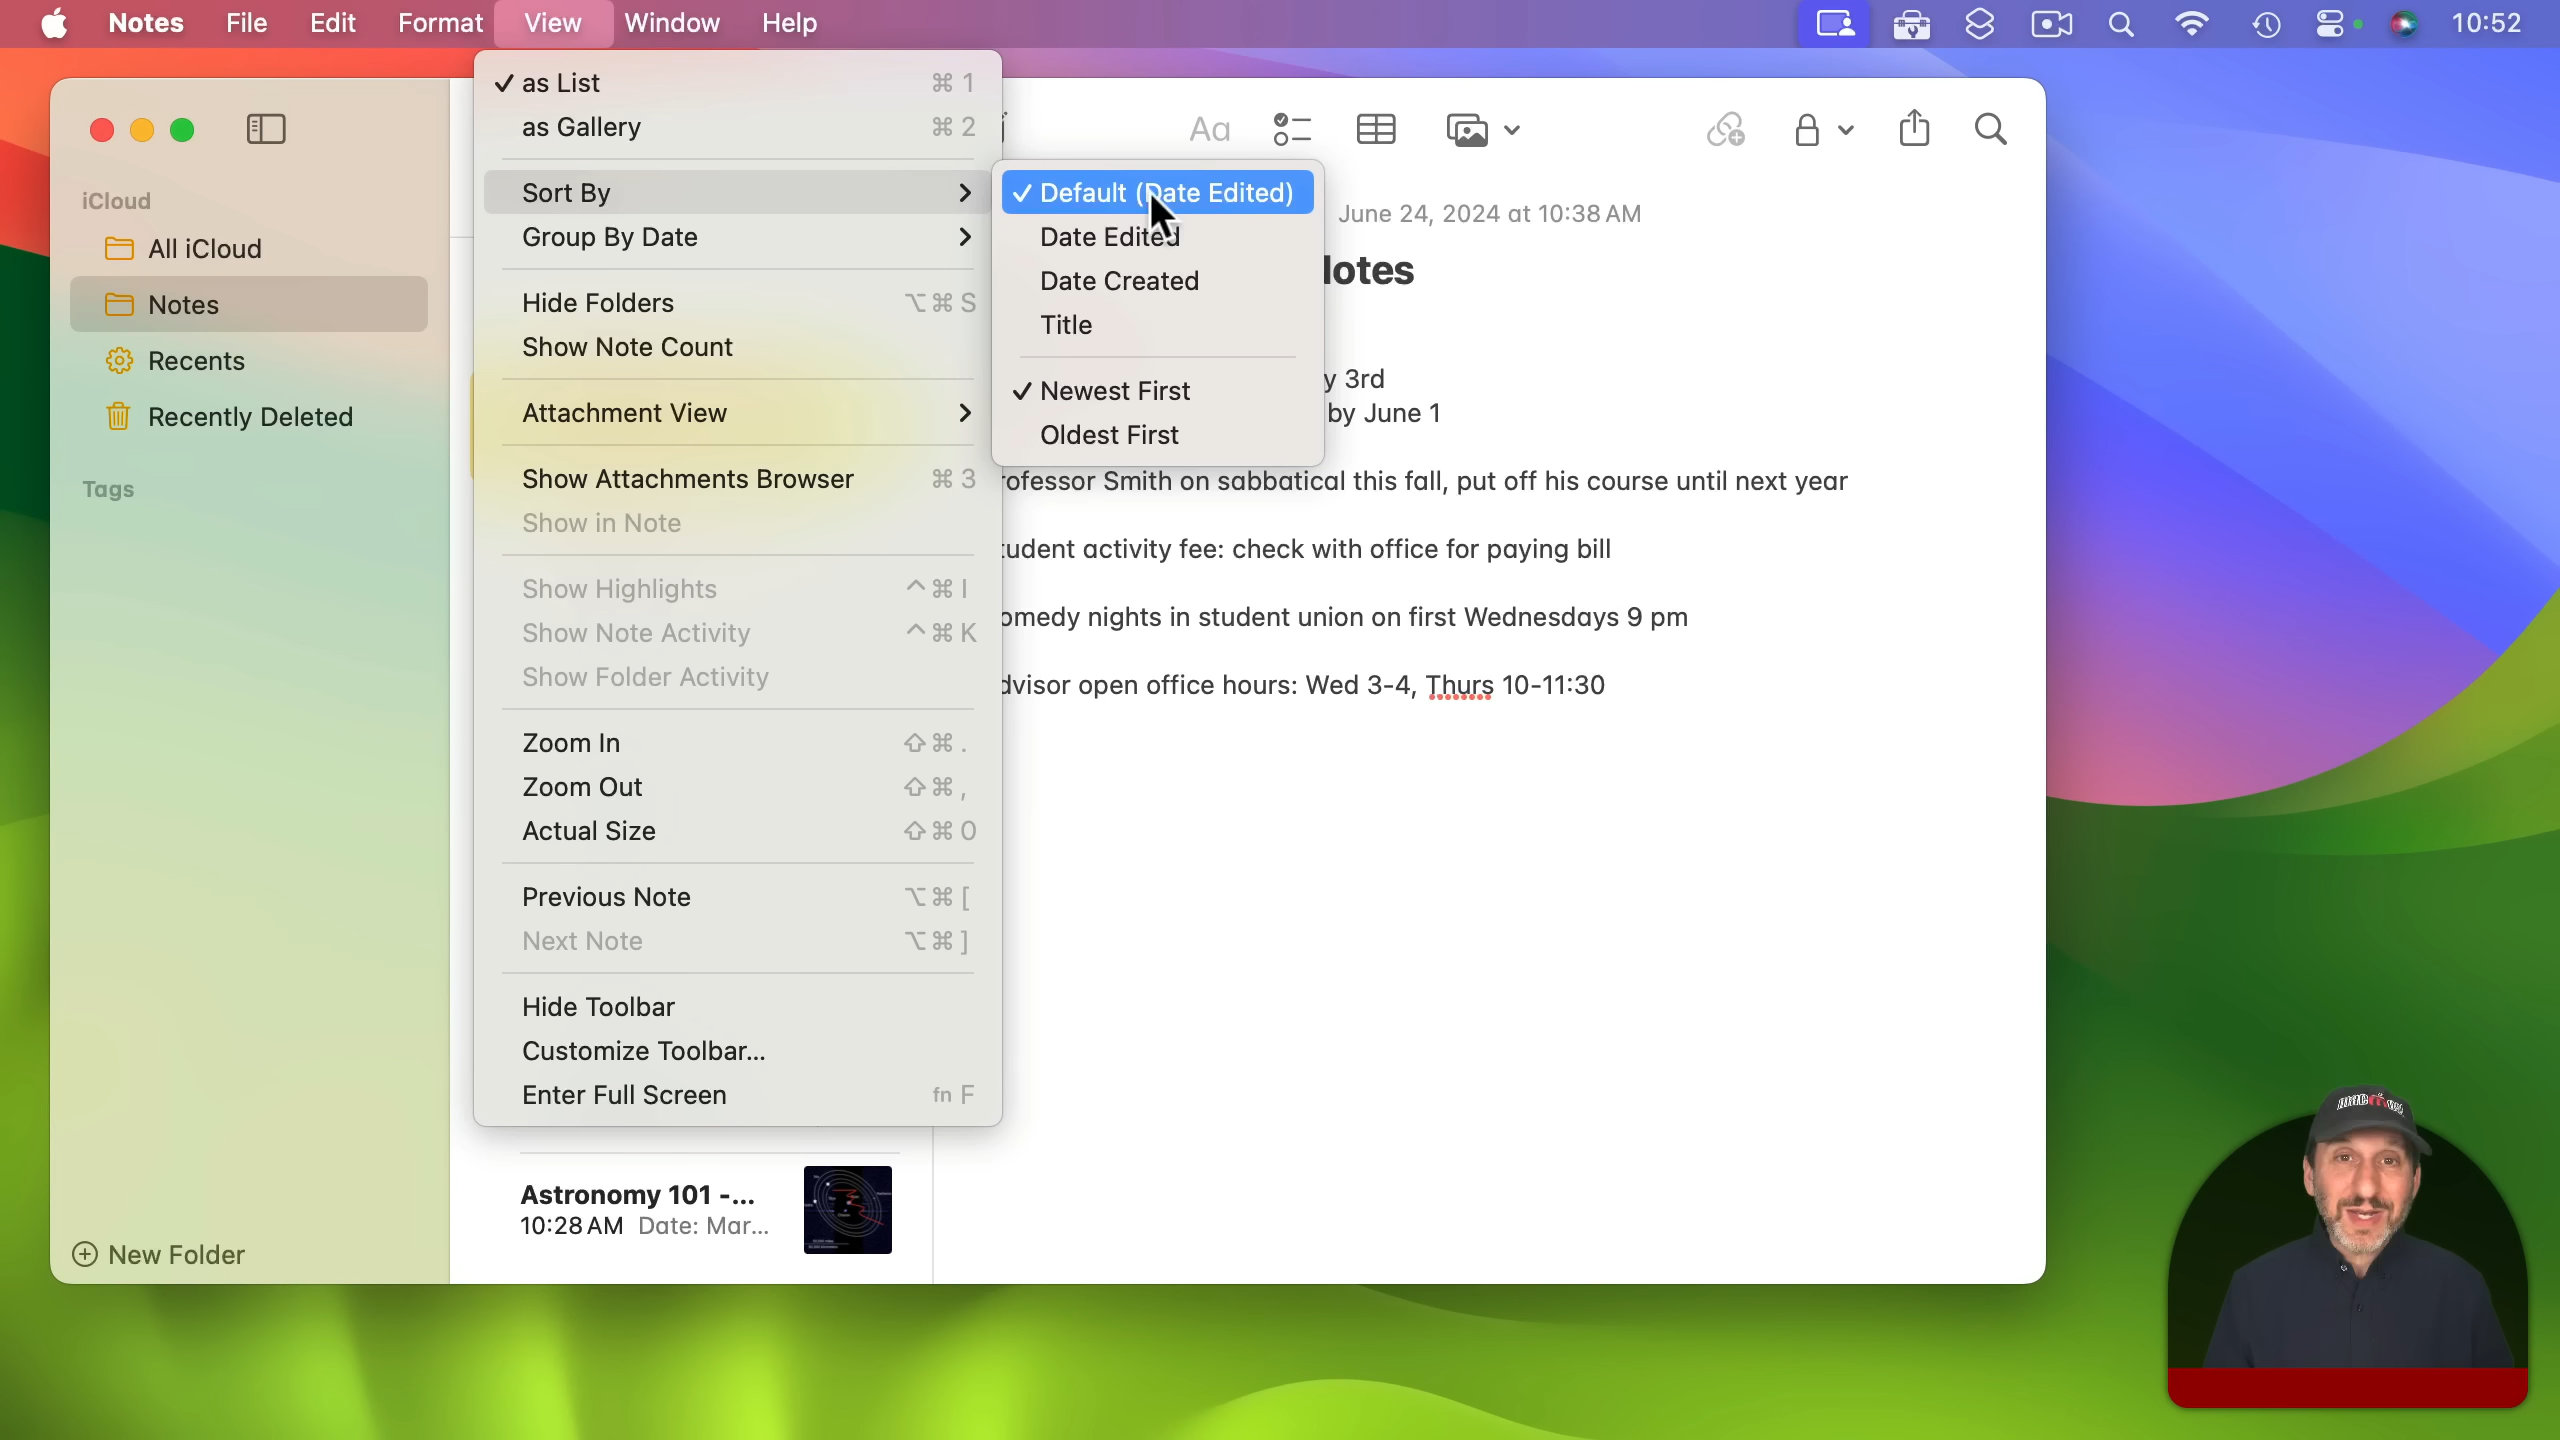 Notes File Edit Format View Window Help 10:52
iCloud
All iCloud
Notes
Recents
Recently Deleted
Tags
New Folder
✓ as List ⌘ 1
as Gallery ⌘ 2
Sort By >
Group By Date >
Hide Folders ⌥ ⌘ S
Show Note Count
Attachment View >
Show Attachments Browser ⌘ 3
Show in Note
Show Highlights ^ ⌘ I
Show Note Activity ^ ⌘ K
Show Folder Activity
Zoom In ⇧ ⌘ .
Zoom Out ⇧ ⌘ ,
Actual Size ⇧ ⌘ 0
Previous Note ⌥ ⌘ [
Next Note ⌥ ⌘ ]
Hide Toolbar
Customize Toolbar...
Enter Full Screen fn F
✓ Default (Date Edited)
Date Edited
Date Created
Title
✓ Newest First
Oldest First
Astronomy 101 -...
10:28 AM Date: Mar...
Aa
June 24, 2024 at 10:38 AM
lotes
y 3rd
by June 1
rofessor Smith on sabbatical this fall, put off his course until next year
tudent activity fee: check with office for paying bill
omedy nights in student union on first Wednesdays 9 pm
dvisor open office hours: Wed 3-4, Thurs 10-11:30